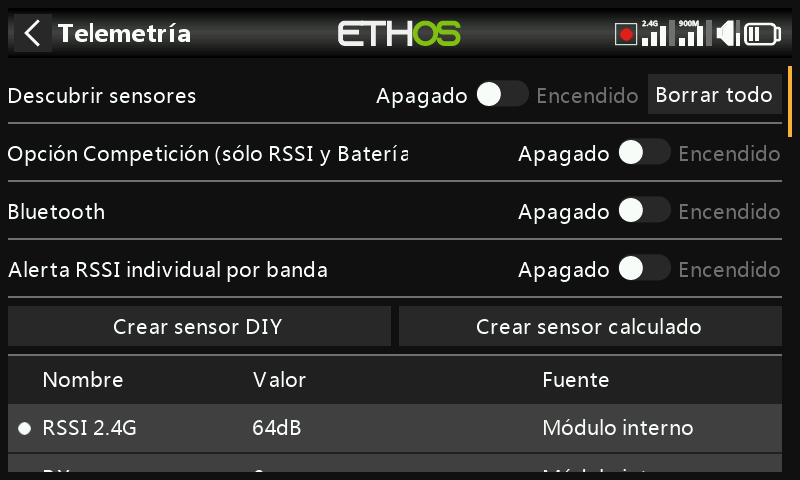 Telemetría ETHOS 2.4G 900M
Descubrir sensores Apagado Encendido Borrar todo
Opción Competición (sólo RSSI y Batería Apagado Encendido
Bluetooth Apagado Encendido
Alerta RSSI individual por banda Apagado Encendido
Crear sensor DIY Crear sensor calculado
Nombre Valor Fuente
RSSI 2.4G 64dB Módulo interno